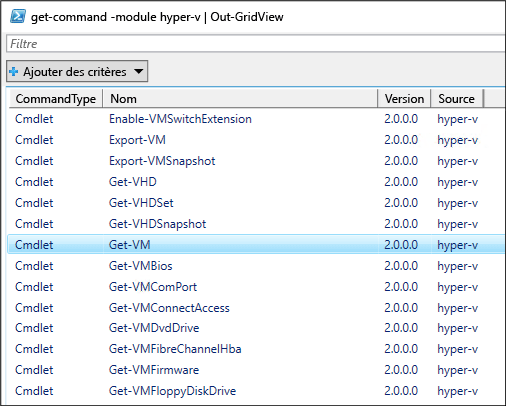 get-command -module hyper-v | Out-GridView
Filtre
Ajouter des critères
CommandType Nom Version Source
Cmdlet Enable-VMSwitchExtension 2.0.0.0 hyper-v
Cmdlet Export-VM 2.0.0.0 hyper-v
Cmdlet Export-VMSnapshot 2.0.0.0 hyper-v
Cmdlet Get-VHD 2.0.0.0 hyper-v
Cmdlet Get-VHDSet 2.0.0.0 hyper-v
Cmdlet Get-VHDSnapshot 2.0.0.0 hyper-v
Cmdlet Get-VM 2.0.0.0 hyper-v
Cmdlet Get-VMBios 2.0.0.0 hyper-v
Cmdlet Get-VMComPort 2.0.0.0 hyper-v
Cmdlet Get-VMConnectAccess 2.0.0.0 hyper-v
Cmdlet Get-VMDvdDrive 2.0.0.0 hyper-v
Cmdlet Get-VMFibreChannelHba 2.0.0.0 hyper-v
Cmdlet Get-VMFirmware 2.0.0.0 hyper-v
Cmdlet Get-VMFloppyDiskDrive 2.0.0.0 hyper-v